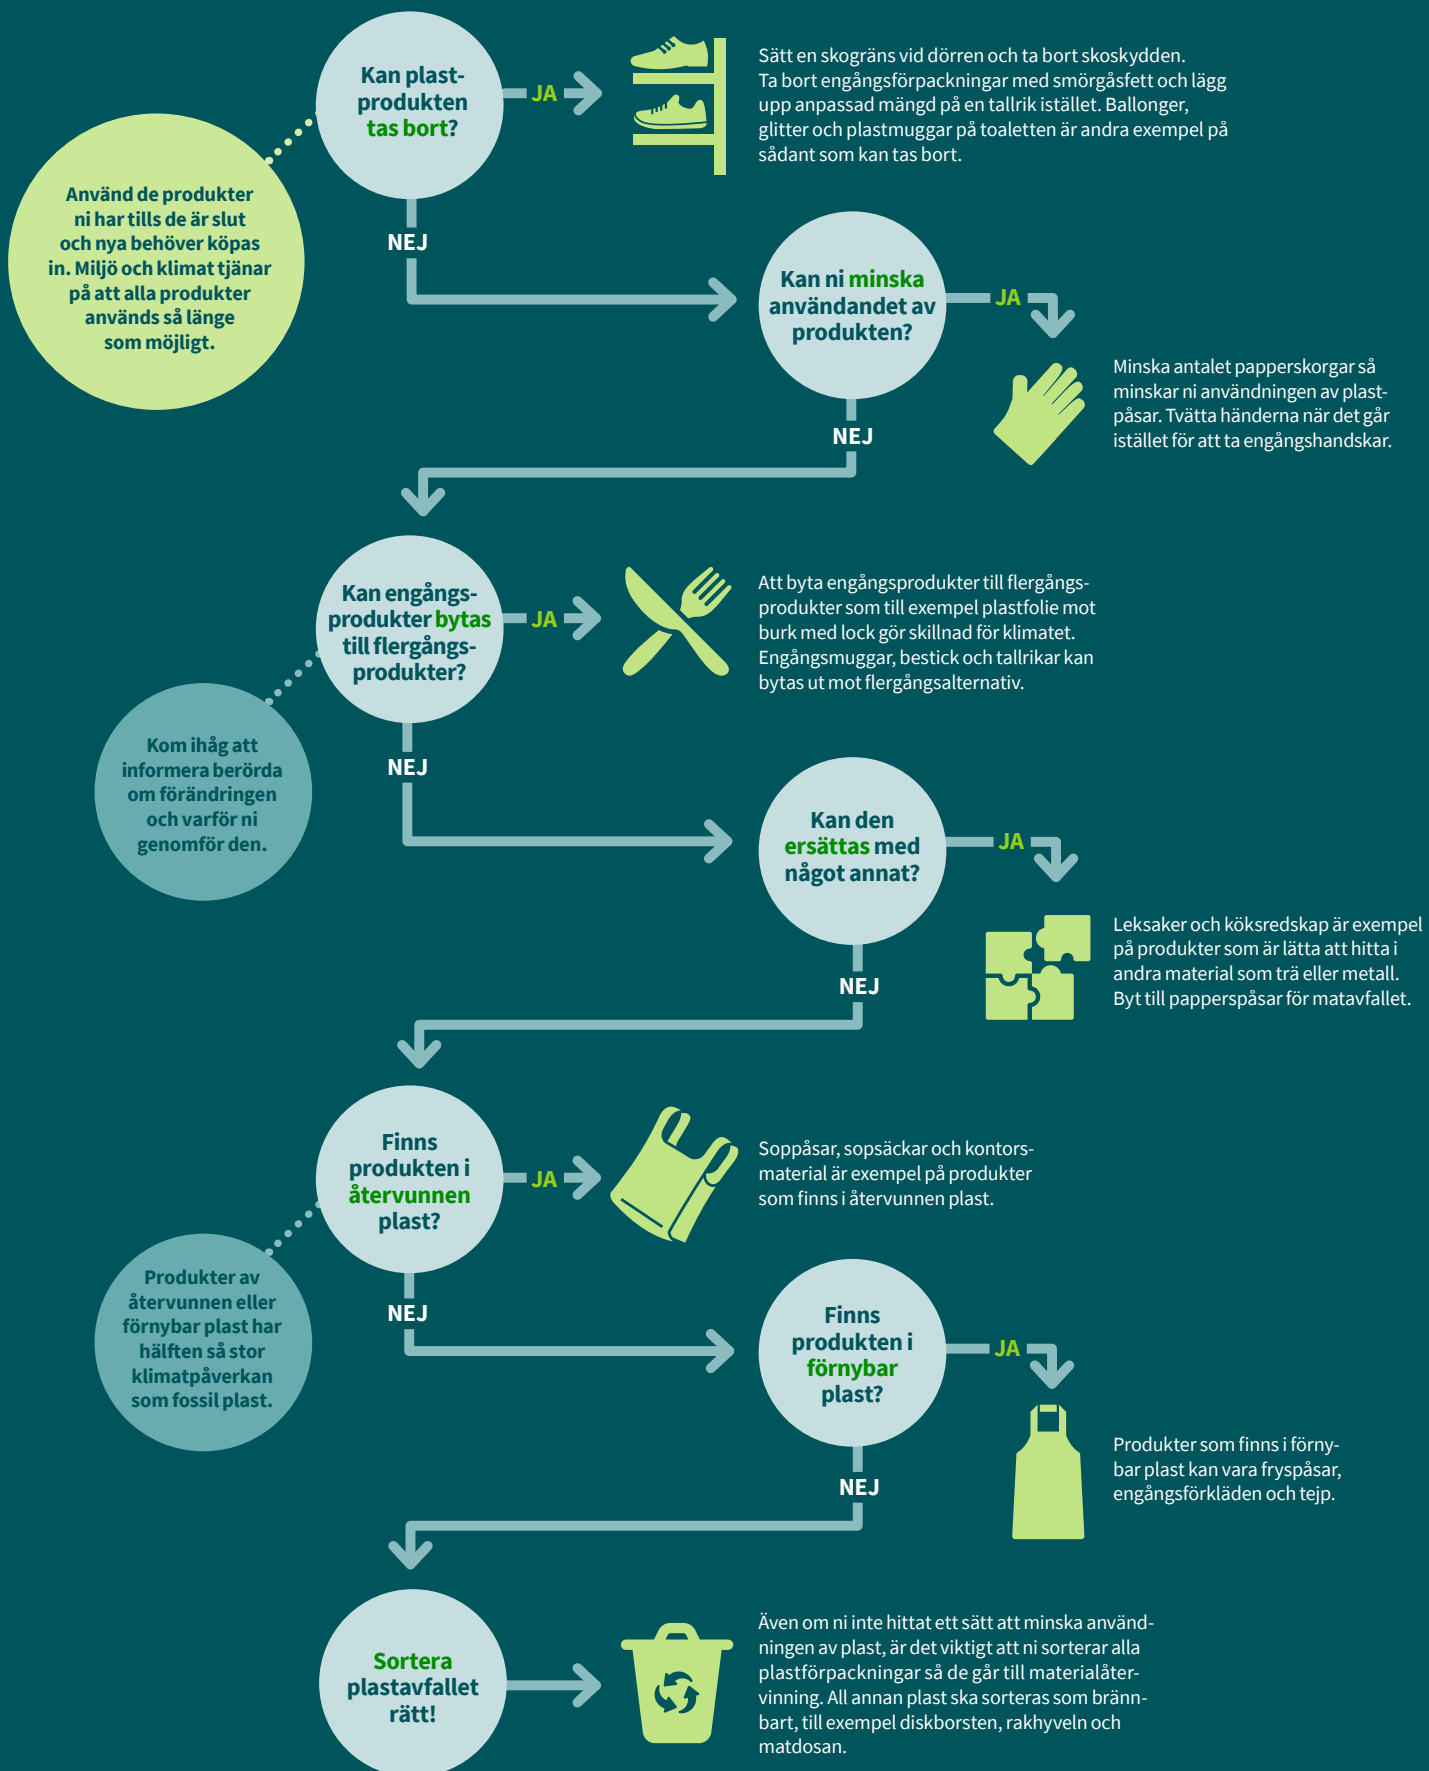 Kan plast-
produkten
tas bort?
JA
Sätt en skogräns vid dörren och ta bort skoskydden.
Ta bort engångsförpackningar med smörgåsfett och lägg
upp anpassad mängd på en tallrik istället. Ballonger,
glitter och plastmuggar på toaletten är andra exempel på
sådant som kan tas bort.
Använd de produkter
ni har tills de är slut
och nya behöver köpas
in. Miljö och klimat tjänar
på att alla produkter
används så länge
som möjligt.
NEJ
Kan ni minska
användandet av
produkten?
JA
Minska antalet papperskorgar så
minskar ni användningen av plast-
påsar. Tvätta händerna när det går
istället för att ta engångshandskar.
NEJ
Kan engångs-
produkter bytas
till flergångs-
produkter?
JA
Att byta engångsprodukter till flergångs-
produkter som till exempel plastfolie mot
burk med lock gör skillnad för klimatet.
Engångsmuggar, bestick och tallrikar kan
bytas ut mot flergångsalternativ.
Kom ihåg att
informera berörda
om förändringen
och varför ni
genomför den.
NEJ
Kan den
ersättas med
något annat?
JA
Leksaker och köksredskap är exempel
på produkter som är lätta att hitta i
andra material som trä eller metall.
Byt till papperspåsar för matavfallet.
NEJ
Finns
produkten i
återvunnen
plast?
JA
Soppåsar, sopsäckar och kontors-
material är exempel på produkter
som finns i återvunnen plast.
Produkter av
återvunnen eller
förnybar plast har
hälften så stor
klimatpåverkan
som fossil plast.
NEJ
Finns
produkten i
förnybar
plast?
JA
Produkter som finns i förny-
bar plast kan vara fryspåsar,
engångsförkläden och tejp.
NEJ
Sortera
plastavfallet
rätt!
Även om ni inte hittat ett sätt att minska använd-
ningen av plast, är det viktigt att ni sorterar alla
plastförpackningar så de går till materialåter-
vinning. All annan plast ska sorteras som bränn-
bart, till exempel diskborsten, rakhyveln och
matdosan.